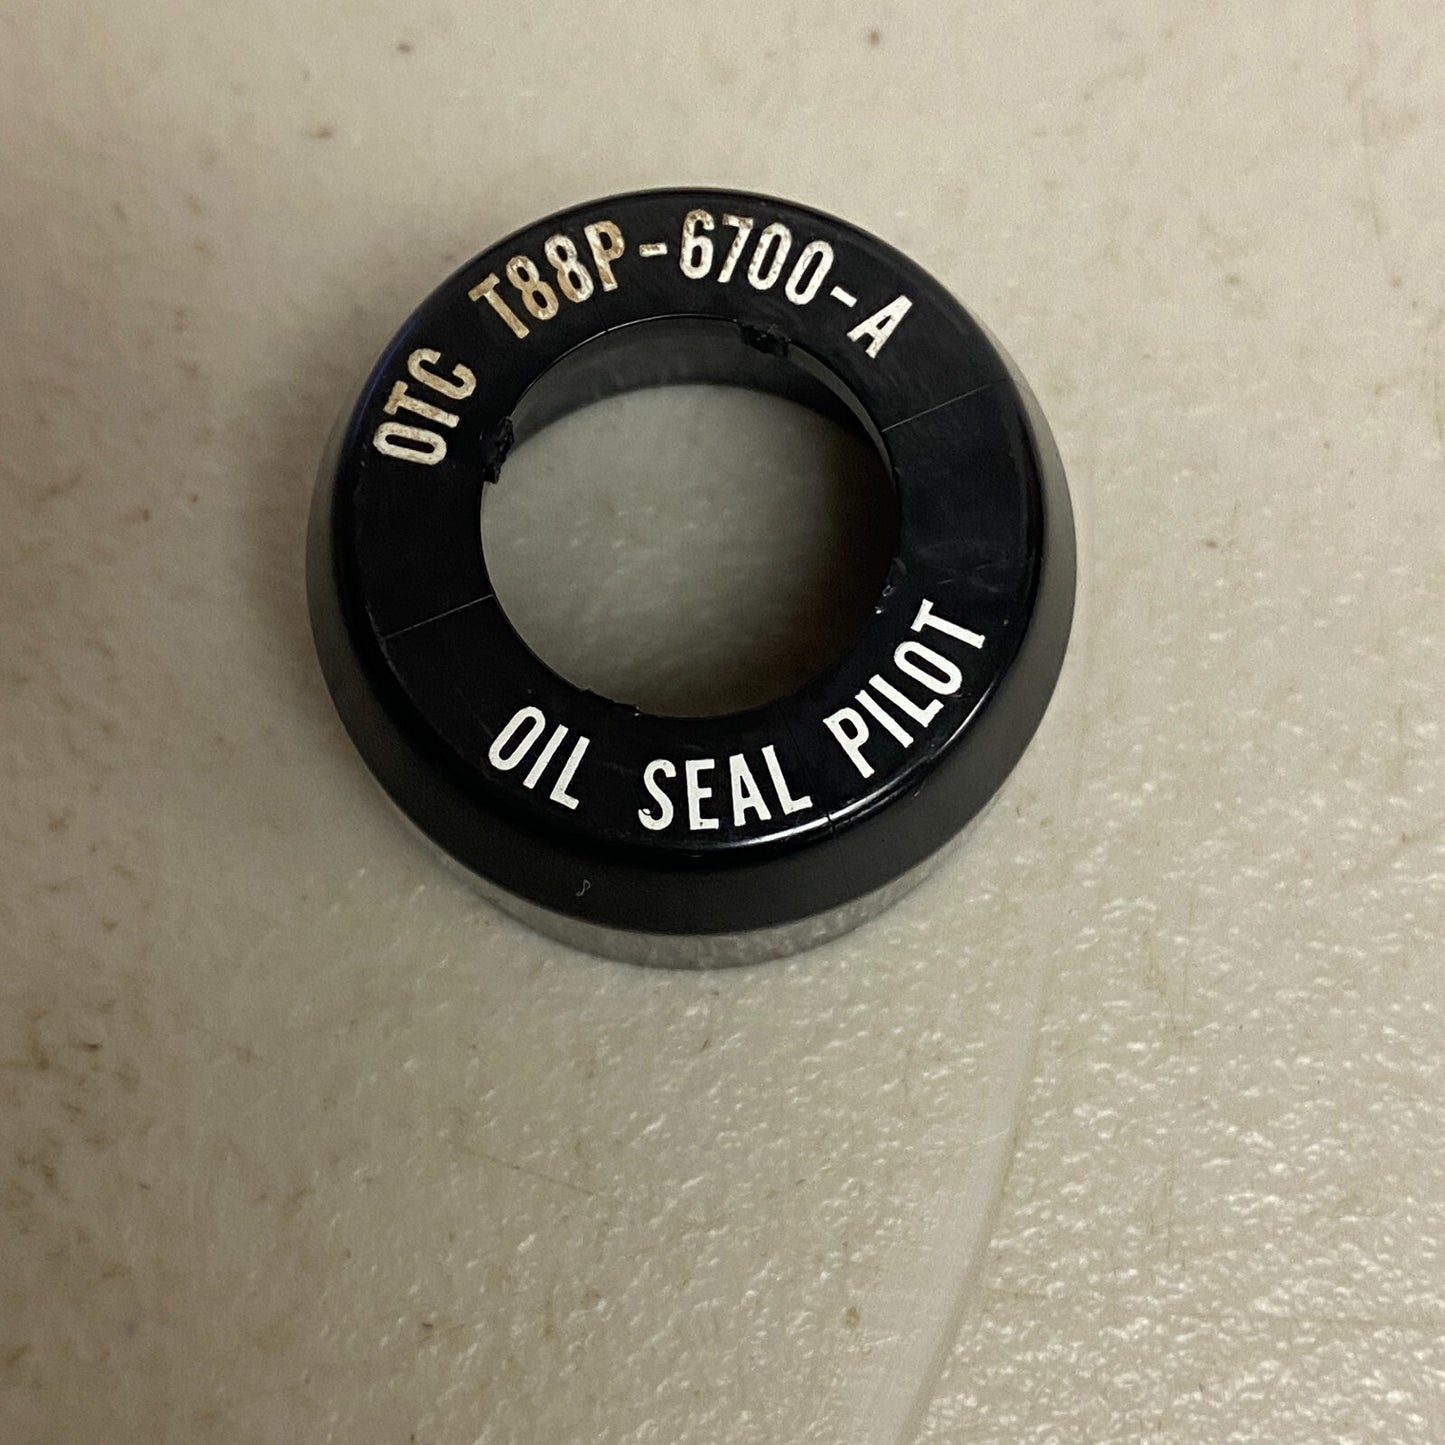 OTC T88P-6700-A
OIL SEAL PILOT